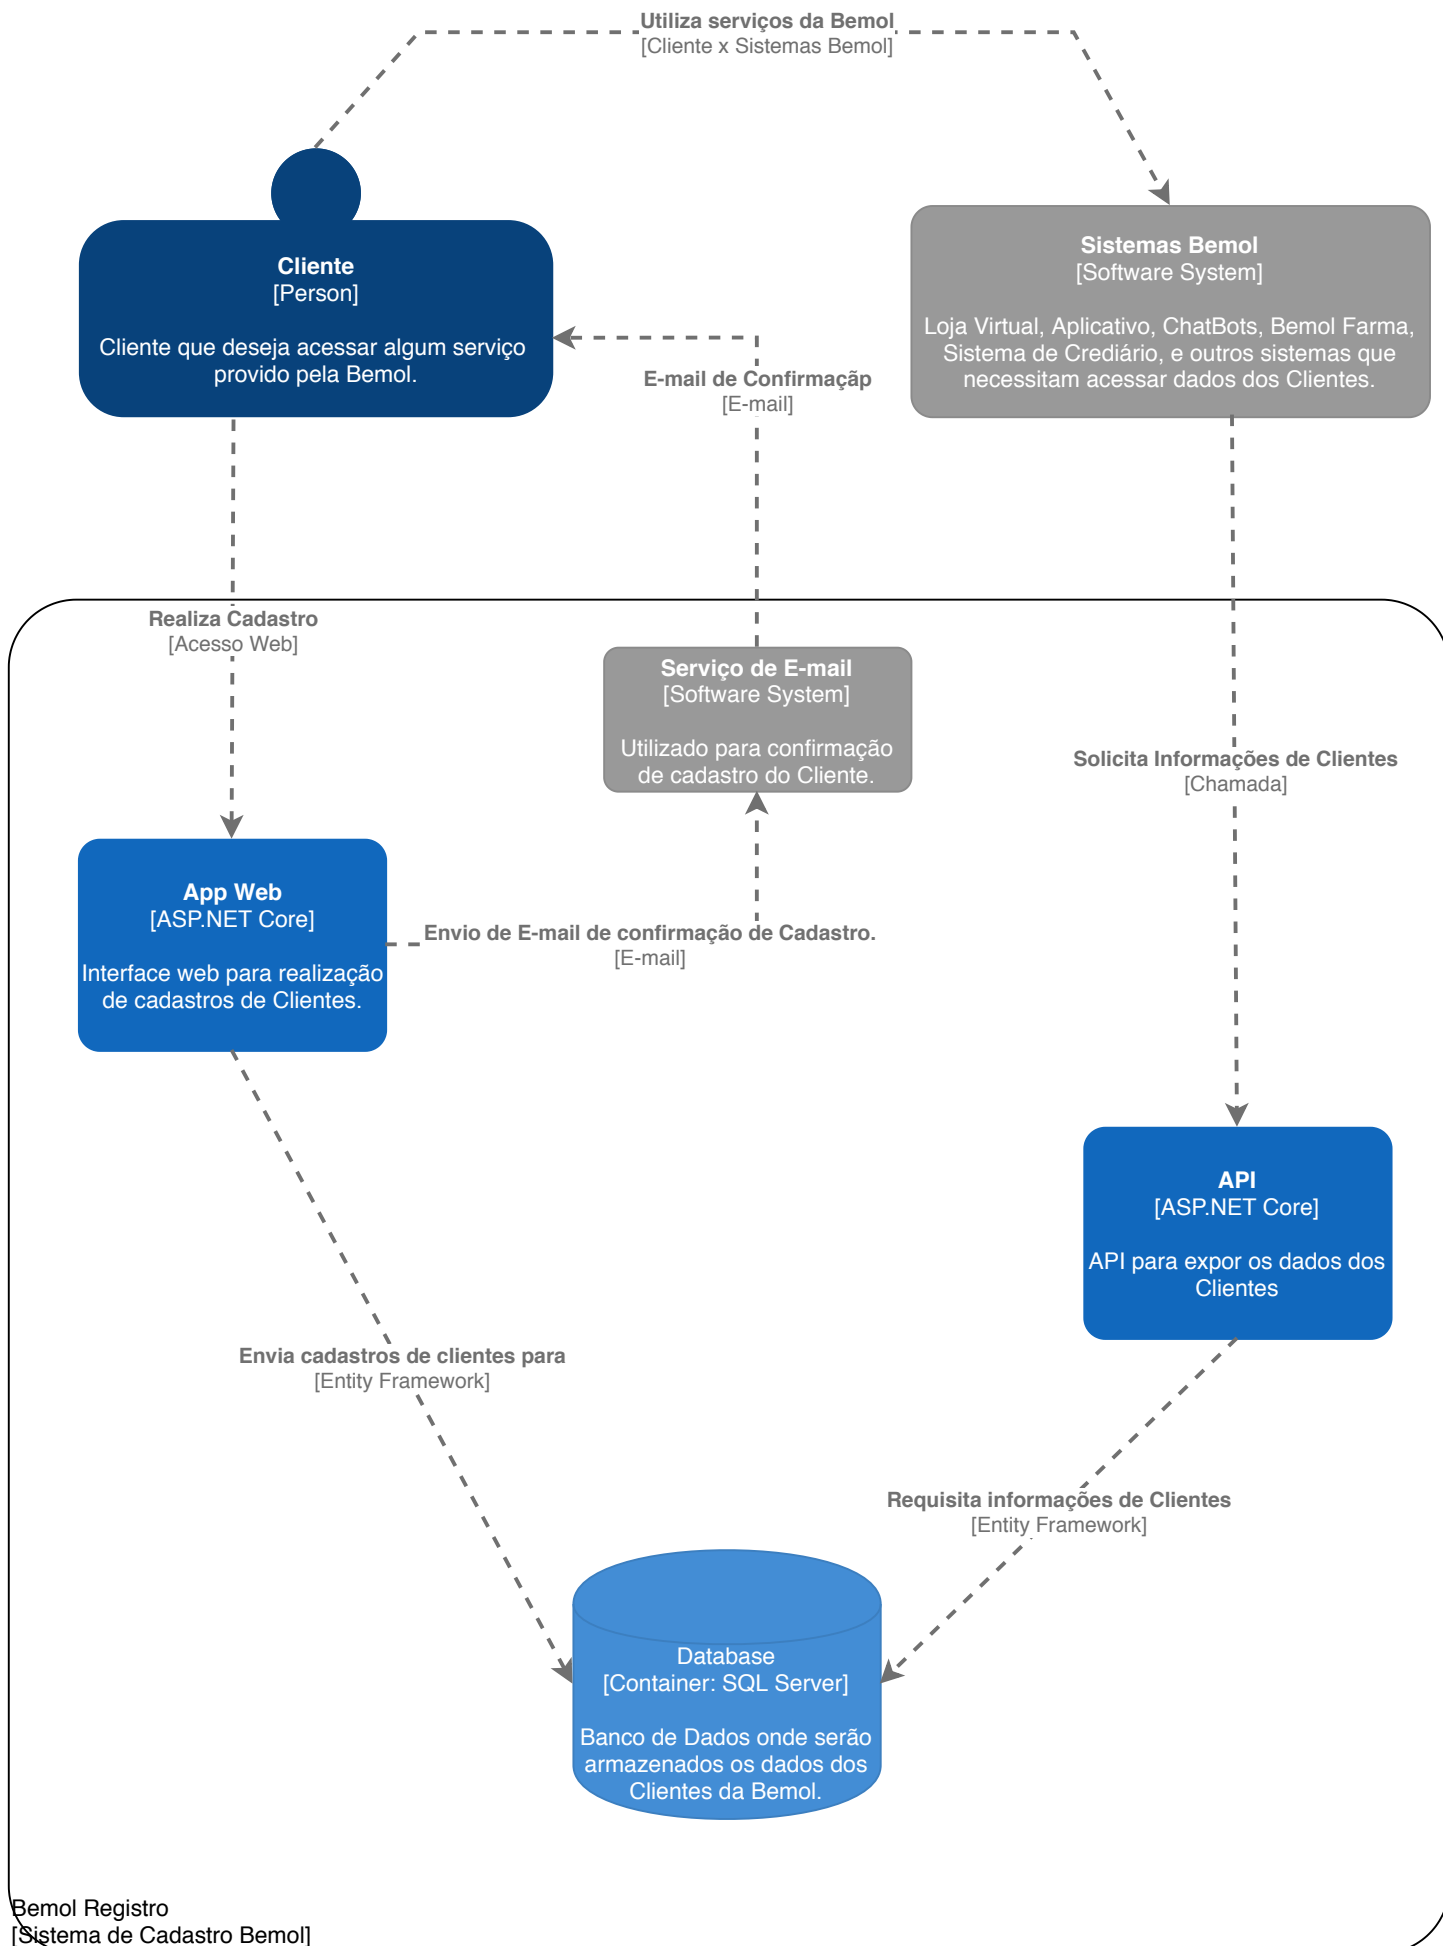 Utiliza serviços da Bemol
[Cliente x Sistemas Bemol]
Cliente
[Person]
Cliente que deseja acessar algum serviço
provido pela Bemol.
Sistemas Bemol
[Software System]
Loja Virtual, Aplicativo, ChatBots, Bemol Farma,
Sistema de Crediário, e outros sistemas que
necessitam acessar dados dos Clientes.
E-mail de Confirmaçãp
[E-mail]
Realiza Cadastro
[Acesso Web]
Serviço de E-mail
[Software System]
Utilizado para confirmação
de cadastro do Cliente.
Solicita Informações de Clientes
[Chamada]
App Web
[ASP.NET Core]
Interface web para realização
de cadastros de Clientes.
Envio de E-mail de confirmação de Cadastro.
[E-mail]
API
[ASP.NET Core]
API para expor os dados dos
Clientes
Envia cadastros de clientes para
[Entity Framework]
Requisita informações de Clientes
[Entity Framework]
Database
[Container: SQL Server]
Banco de Dados onde serão
armazenados os dados dos
Clientes da Bemol.
Bemol Registro
[Sistema de Cadastro Bemol]